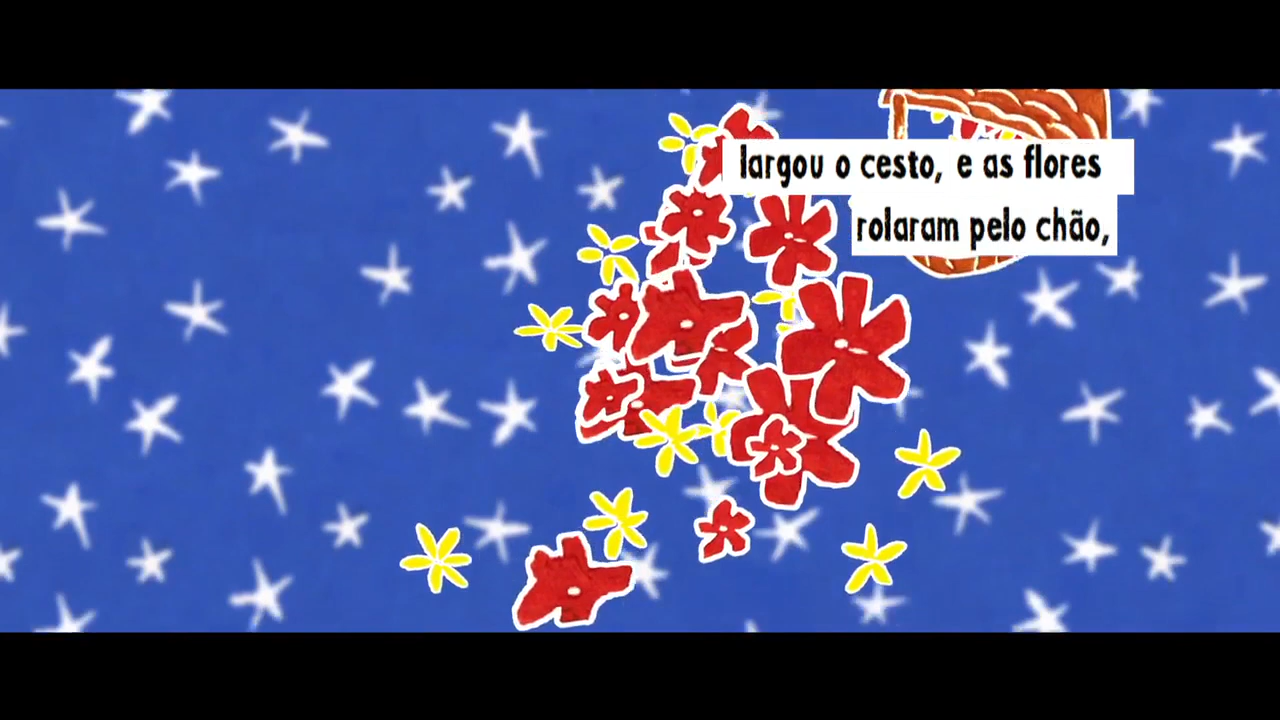 largou o cesto, e as flores
rolaram pelo chão,